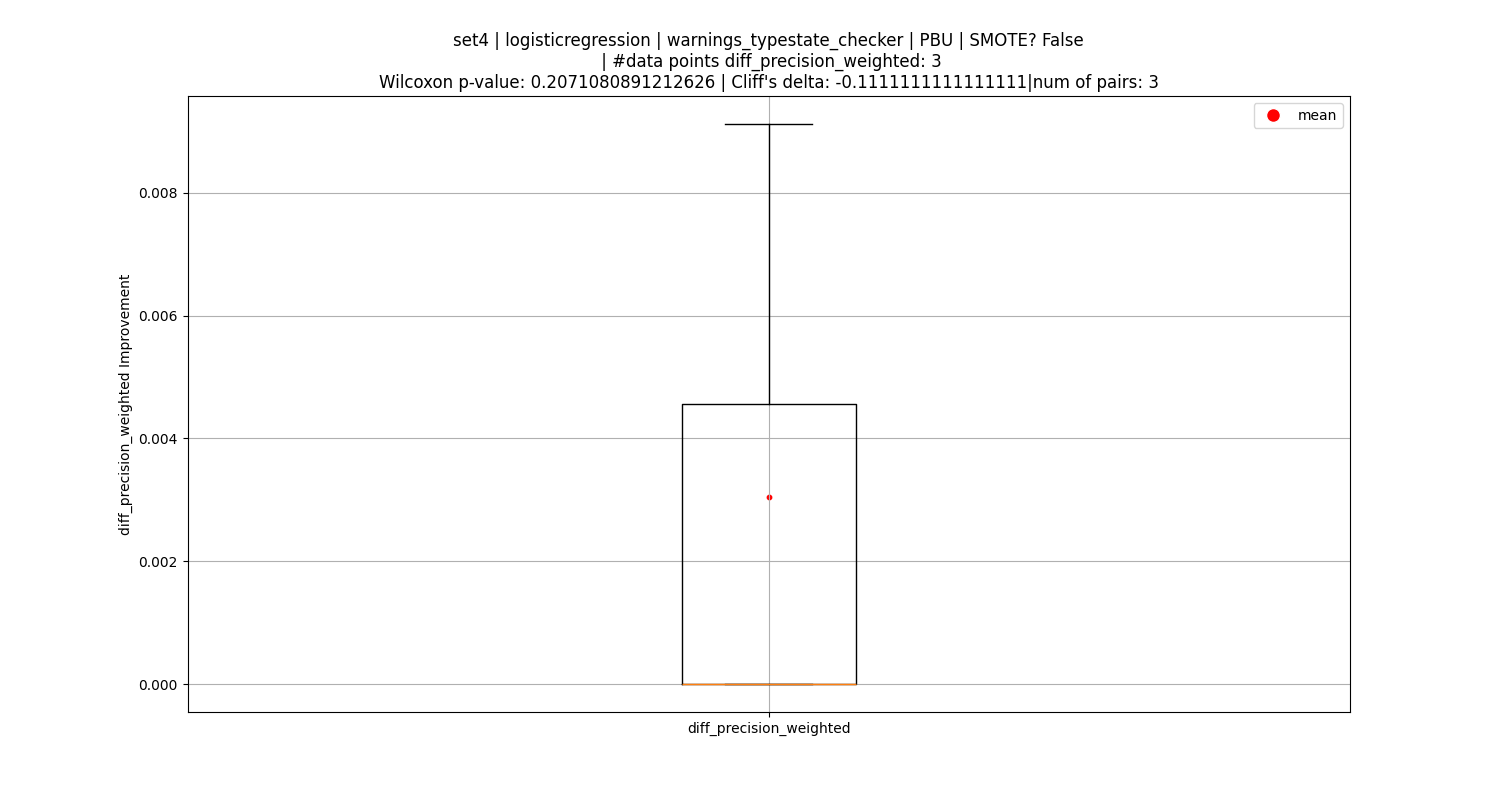 set4 | logisticregression | warnings_typestate_checker | PBU | SMOTE? False
| #data points diff_precision_weighted: 3
Wilcoxon p-value: 0.2071080891212626 | Cliff's delta: -0.1111111111111111|num of pairs: 3
mean
0.008
0.006
0.004
0.002
0.000
diff_precision_weighted Improvement
diff_precision_weighted